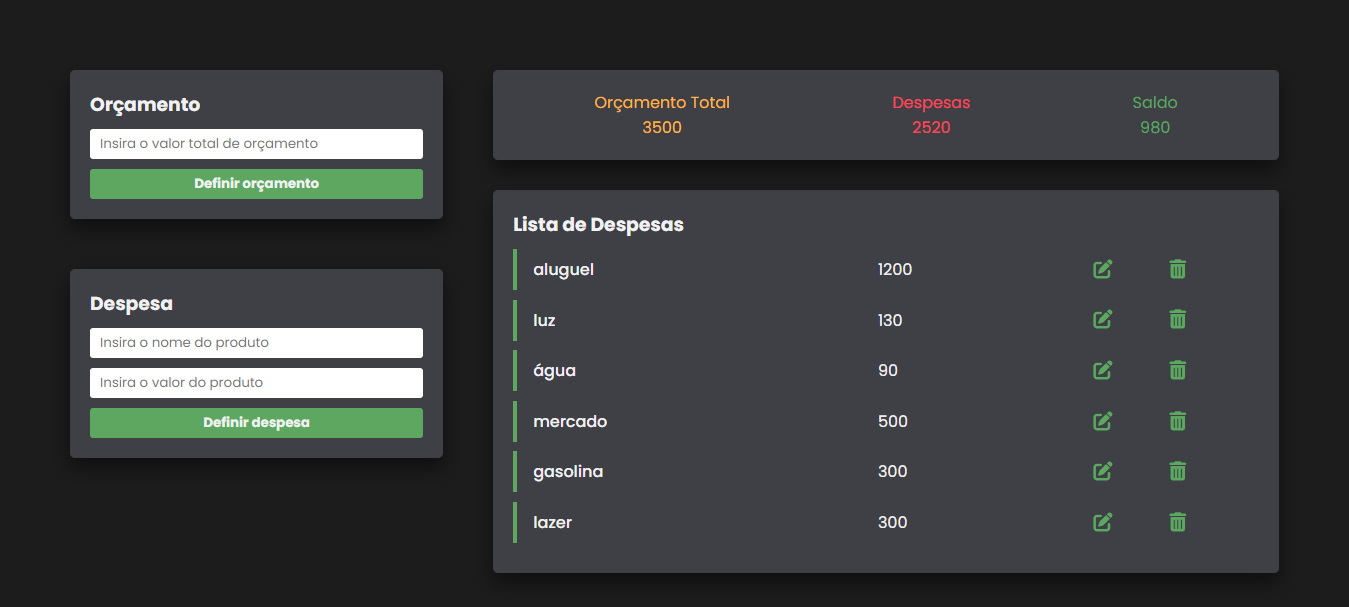 Orçamento
Insira o valor total de orçamento
Definir orçamento
Despesa
Insira o nome do produto
Insira o valor do produto
Definir despesa
Orçamento Total Despesas Saldo
3500 2520 980
Lista de Despesas
aluguel 1200
luz 130
água 90
mercado 500
gasolina 300
lazer 300